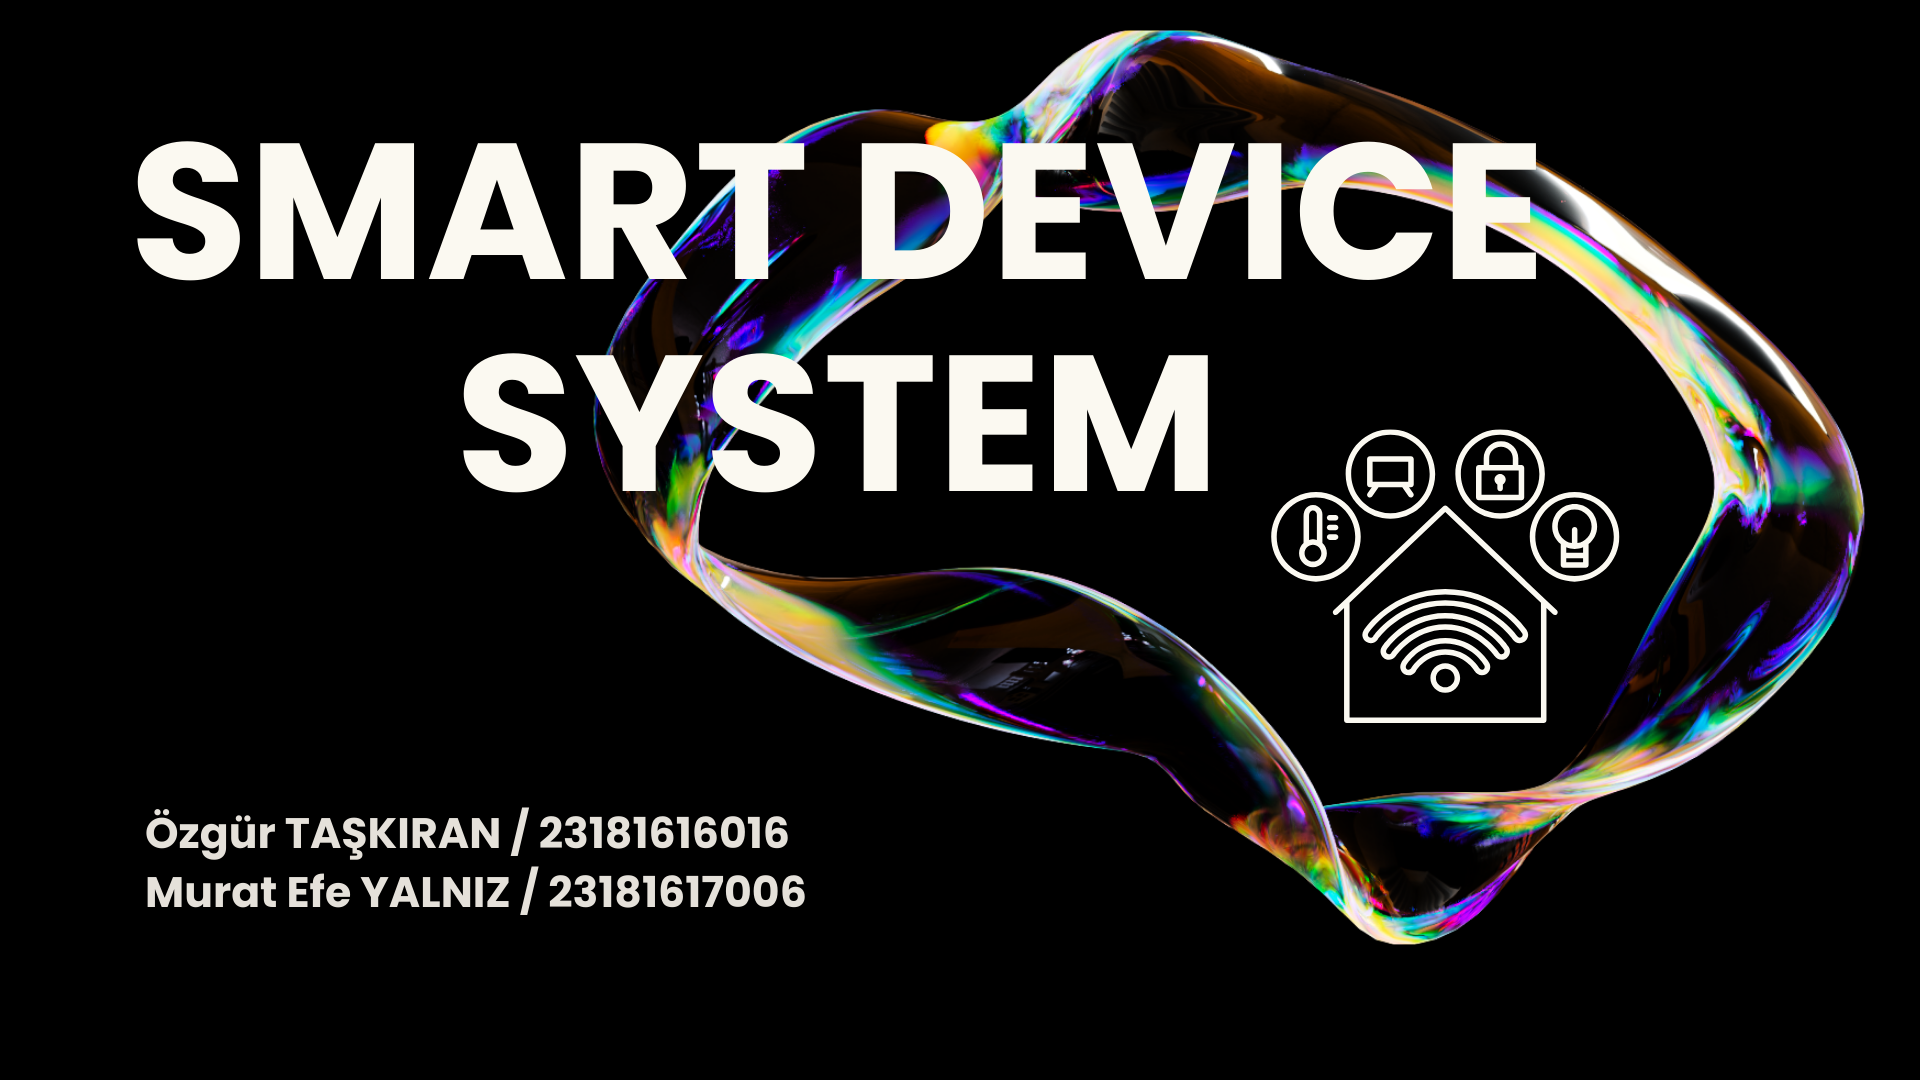 SMART DEVICE
SYSTEM
Özgür TAŞKIRAN / 23181616016
Murat Efe YALNIZ / 23181617006